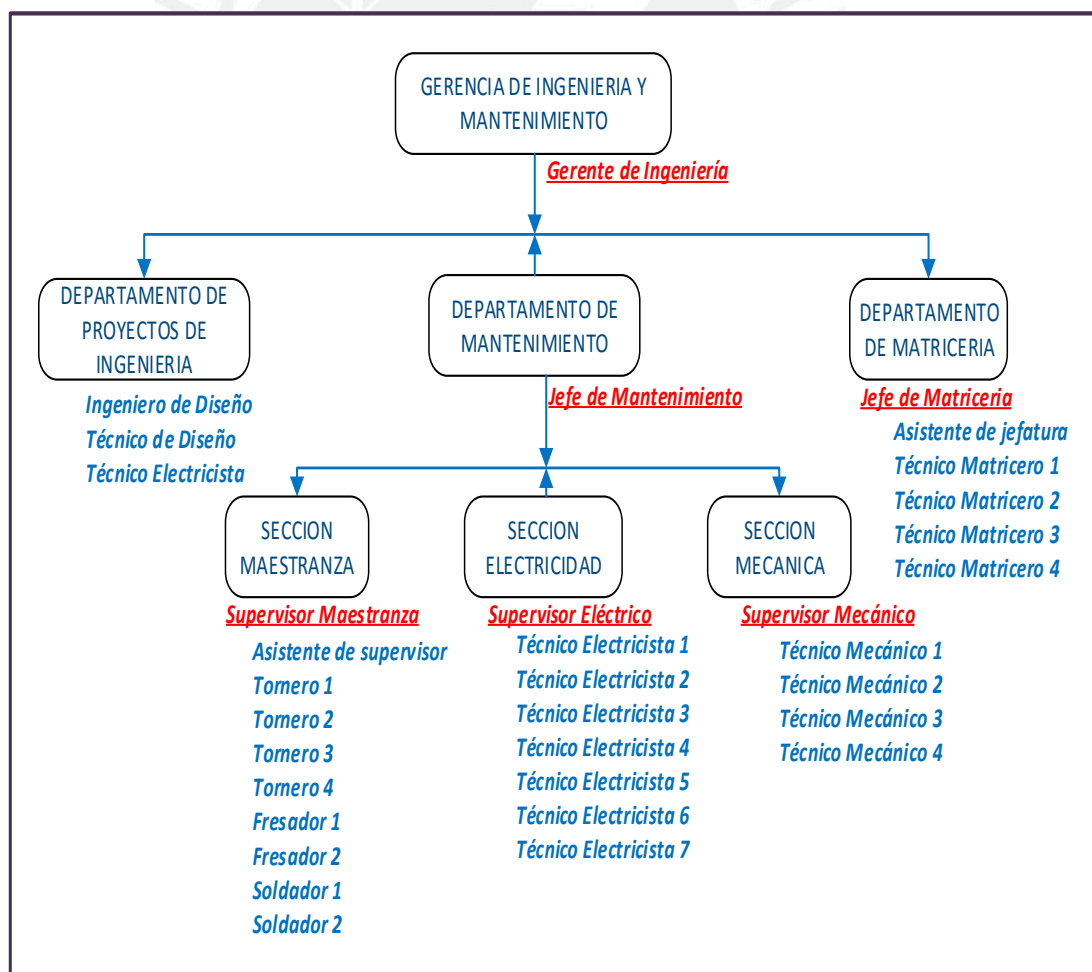 GERENCIA DE INGENIERIA Y
MANTENIMIENTO
Gerente de Ingeniería
DEPARTAMENTO DE
PROYECTOS DE
INGENIERIA
Ingeniero de Diseño
Técnico de Diseño
Técnico Electricista
DEPARTAMENTO DE
MANTENIMIENTO
Jefe de Mantenimiento
DEPARTAMENTO
DE MATRICERIA
Jefe de Matriceria
Asistente de jefatura
Técnico Matricero 1
Técnico Matricero 2
Técnico Matricero 3
Técnico Matricero 4
SECCION
MAESTRANZA
Supervisor Maestranza
Asistente de supervisor
Tornero 1
Tornero 2
Tornero 3
Tornero 4
Fresador 1
Fresador 2
Soldador 1
Soldador 2
SECCION
ELECTRICIDAD
Supervisor Eléctrico
Técnico Electricista 1
Técnico Electricista 2
Técnico Electricista 3
Técnico Electricista 4
Técnico Electricista 5
Técnico Electricista 6
Técnico Electricista 7
SECCION
MECANICA
Supervisor Mecánico
Técnico Mecánico 1
Técnico Mecánico 2
Técnico Mecánico 3
Técnico Mecánico 4